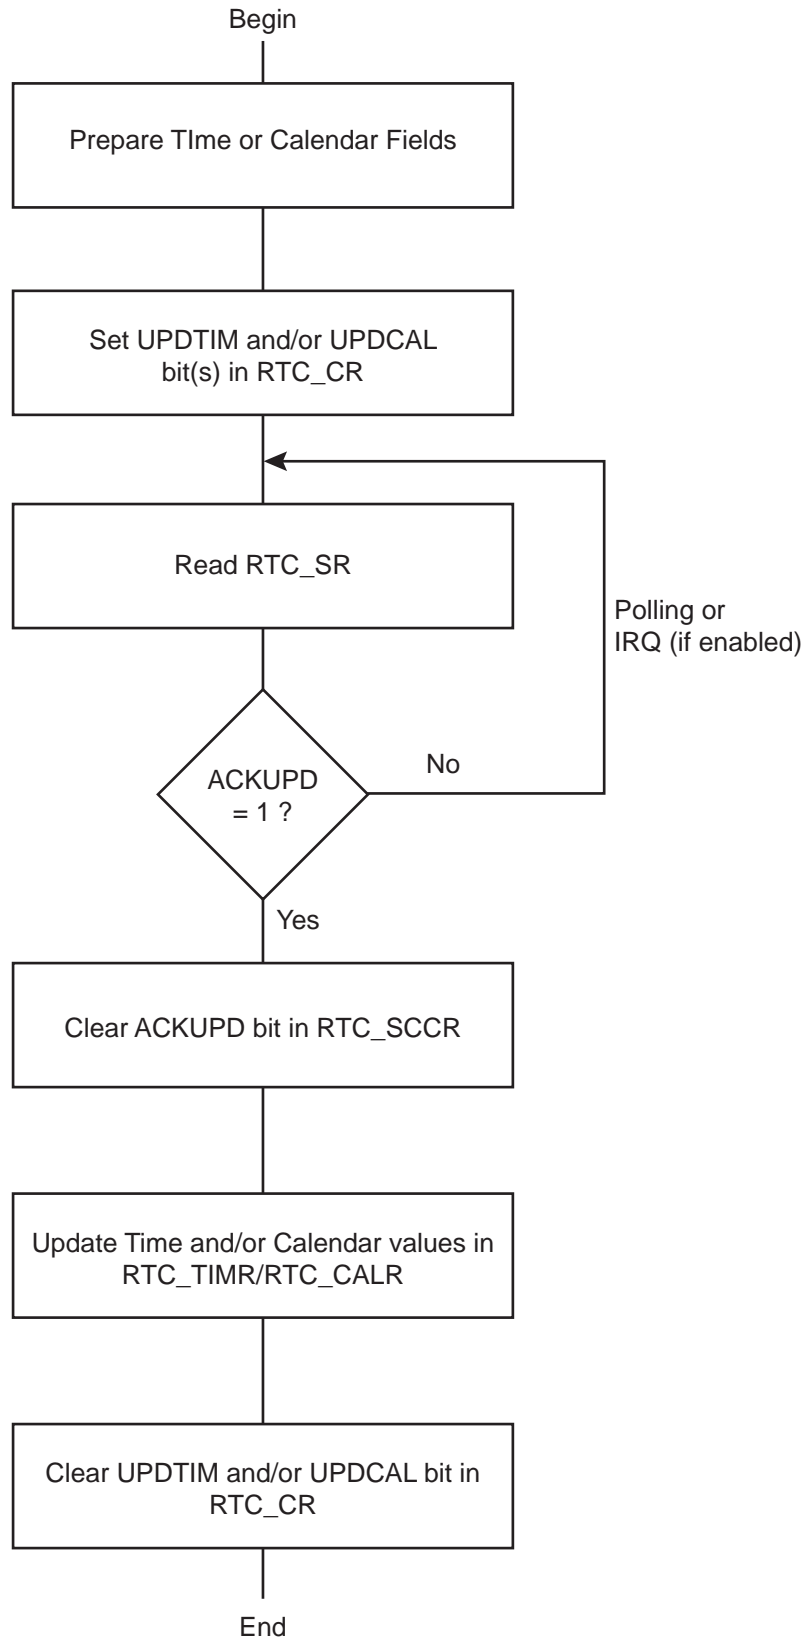 Begin
Prepare TIme or Calendar Fields
Set UPDTIM and/or UPDCAL
bit(s) in RTC_CR
Read RTC_SR
Polling or
IRQ (if enabled)
ACKUPD
= 1 ?
No
Yes
Clear ACKUPD bit in RTC_SCCR
Update Time and/or Calendar values in
RTC_TIMR/RTC_CALR
Clear UPDTIM and/or UPDCAL bit in
RTC_CR
End